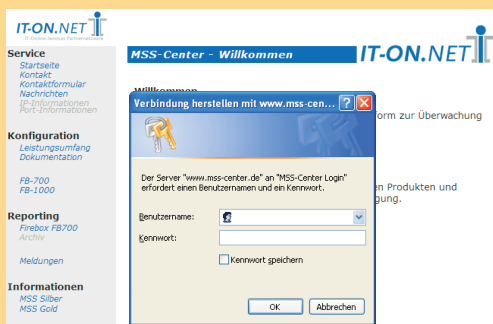 IT-ON.NET
IT-Online Services Partnernetzwerk
Service
Startseite
Kontakt
Kontaktformular
Nachrichten
IP-Informationen
Port-Informationen
Konfiguration
Leistungsumfang
Dokumentation
FB-700
FB-1000
Reporting
Firebox FB700
Archiv
Meldungen
Informationen
MSS Silber
MSS Gold
MSS-Center - Willkommen
IT-ON.NET
Willkommen
orm zur Überwachung
en Produkten und
gung.
Verbindung herstellen mit www.mss-cen...
Der Server "www.mss-center.de" an "MSS-Center Login"
erfordert einen Benutzernamen und ein Kennwort.
Benutzername:
Kennwort:
Kennwort speichern
OK
Abbrechen